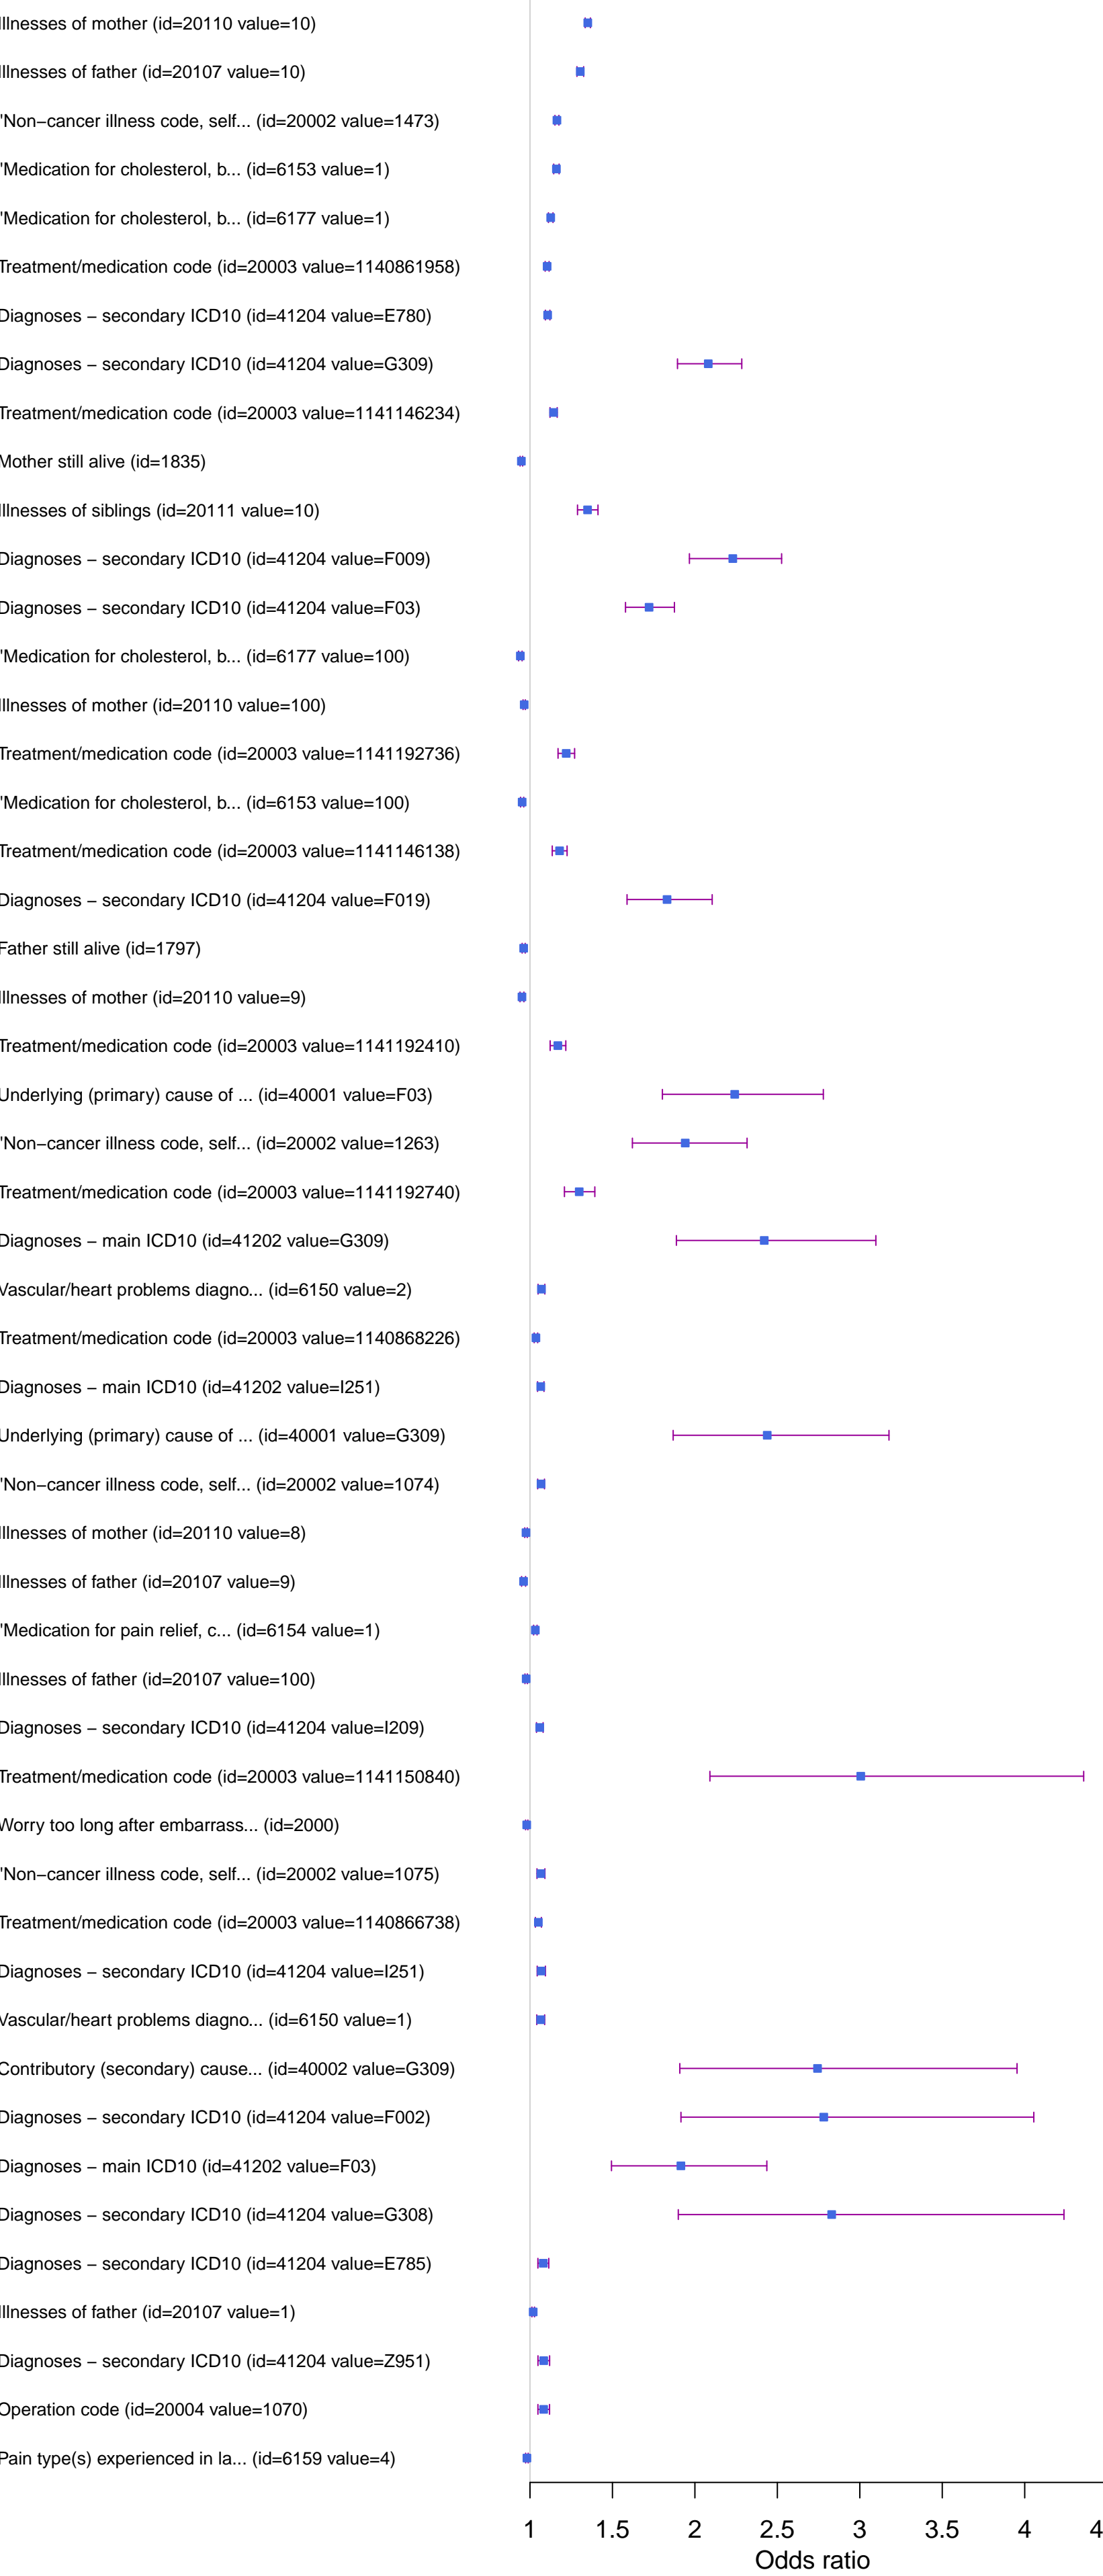 Illnesses of mother (id=20110 value=10)
Illnesses of father (id=20107 value=10)
'Non−cancer illness code, self... (id=20002 value=1473)
'Medication for cholesterol, b... (id=6153 value=1)
'Medication for cholesterol, b... (id=6177 value=1)
Treatment/medication code (id=20003 value=1140861958)
Diagnoses − secondary ICD10 (id=41204 value=E780)
Diagnoses − secondary ICD10 (id=41204 value=G309)
Treatment/medication code (id=20003 value=1141146234)
Mother still alive (id=1835)
Illnesses of siblings (id=20111 value=10)
Diagnoses − secondary ICD10 (id=41204 value=F009)
Diagnoses − secondary ICD10 (id=41204 value=F03)
'Medication for cholesterol, b... (id=6177 value=100)
Illnesses of mother (id=20110 value=100)
Treatment/medication code (id=20003 value=1141192736)
'Medication for cholesterol, b... (id=6153 value=100)
Treatment/medication code (id=20003 value=1141146138)
Diagnoses − secondary ICD10 (id=41204 value=F019)
Father still alive (id=1797)
Illnesses of mother (id=20110 value=9)
Treatment/medication code (id=20003 value=1141192410)
Underlying (primary) cause of ... (id=40001 value=F03)
'Non−cancer illness code, self... (id=20002 value=1263)
Treatment/medication code (id=20003 value=1141192740)
Diagnoses − main ICD10 (id=41202 value=G309)
Vascular/heart problems diagno... (id=6150 value=2)
Treatment/medication code (id=20003 value=1140868226)
Diagnoses − main ICD10 (id=41202 value=I251)
Underlying (primary) cause of ... (id=40001 value=G309)
'Non−cancer illness code, self... (id=20002 value=1074)
Illnesses of mother (id=20110 value=8)
Illnesses of father (id=20107 value=9)
'Medication for pain relief, c... (id=6154 value=1)
Illnesses of father (id=20107 value=100)
Diagnoses − secondary ICD10 (id=41204 value=I209)
Treatment/medication code (id=20003 value=1141150840)
Worry too long after embarrass... (id=2000)
'Non−cancer illness code, self... (id=20002 value=1075)
Treatment/medication code (id=20003 value=1140866738)
Diagnoses − secondary ICD10 (id=41204 value=I251)
Vascular/heart problems diagno... (id=6150 value=1)
Contributory (secondary) cause... (id=40002 value=G309)
Diagnoses − secondary ICD10 (id=41204 value=F002)
Diagnoses − main ICD10 (id=41202 value=F03)
Diagnoses − secondary ICD10 (id=41204 value=G308)
Diagnoses − secondary ICD10 (id=41204 value=E785)
Illnesses of father (id=20107 value=1)
Diagnoses − secondary ICD10 (id=41204 value=Z951)
Operation code (id=20004 value=1070)
Pain type(s) experienced in la... (id=6159 value=4)
1 1.5 2 2.5 3 3.5 4 4
Odds ratio